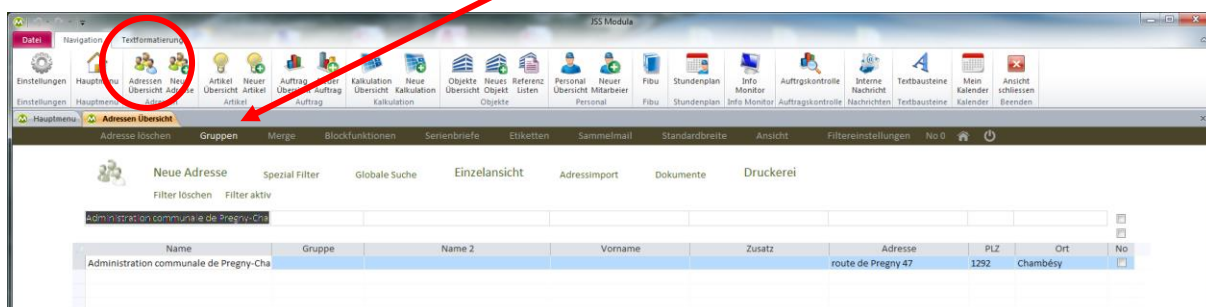 JSS Modula
Datei Navigation Textformatierung
Einstellungen Hauptmenu Adressen Übersicht Neue Adresse Artikel Übersicht Neuer Artikel Auftrag Übersicht Neuer Auftrag Kalkulation Übersicht Neue Kalkulation Objekte Übersicht Neues Objekt Referenz Listen Personal Übersicht Neuer Mitarbeier Fibu Stundenplan Info Monitor Auftragskontrolle Interne Nachricht Textbausteine Mein Kalender Ansicht schliessen
Einstellungen Hauptmenu Adressen Artikel Auftrag Kalkulation Objekte Personal Fibu Stundenplan Info Monitor Auftragskontrolle Nachrichten Textbausteine Kalender Beenden
Hauptmenu Adressen Übersicht
Adresse löschen Gruppen Merge Blockfunktionen Serienbriefe Etiketten Sammelmail Standardbreite Ansicht Filtereinstellungen No 0
Neue Adresse Spezial Filter Globale Suche Einzelansicht Adressimport Dokumente Druckerei
Filter löschen Filter aktiv
Administration communale de Pregny-Cha
Name Gruppe Name 2 Vorname Zusatz Adresse PLZ Ort No
Administration communale de Pregny-Cha route de Pregny 47 1292 Chambésy